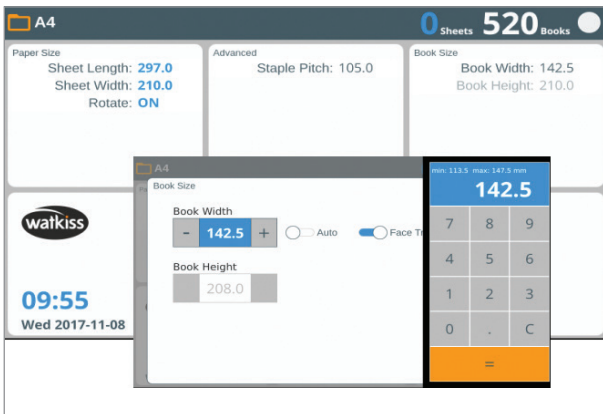 A4
0 Sheets 520 Books
Paper Size
Sheet Length: 297.0
Sheet Width: 210.0
Rotate: ON
Advanced
Staple Pitch: 105.0
Book Size
Book Width: 142.5
Book Height: 210.0
watkiss
09:55
Wed 2017-11-08
A4
Book Size
Book Width
- 142.5 +
Auto
Face Tr
Book Height
208.0
min: 113.5 max: 147.5 mm
142.5
7 8 9
4 5 6
1 2 3
0 . C
=